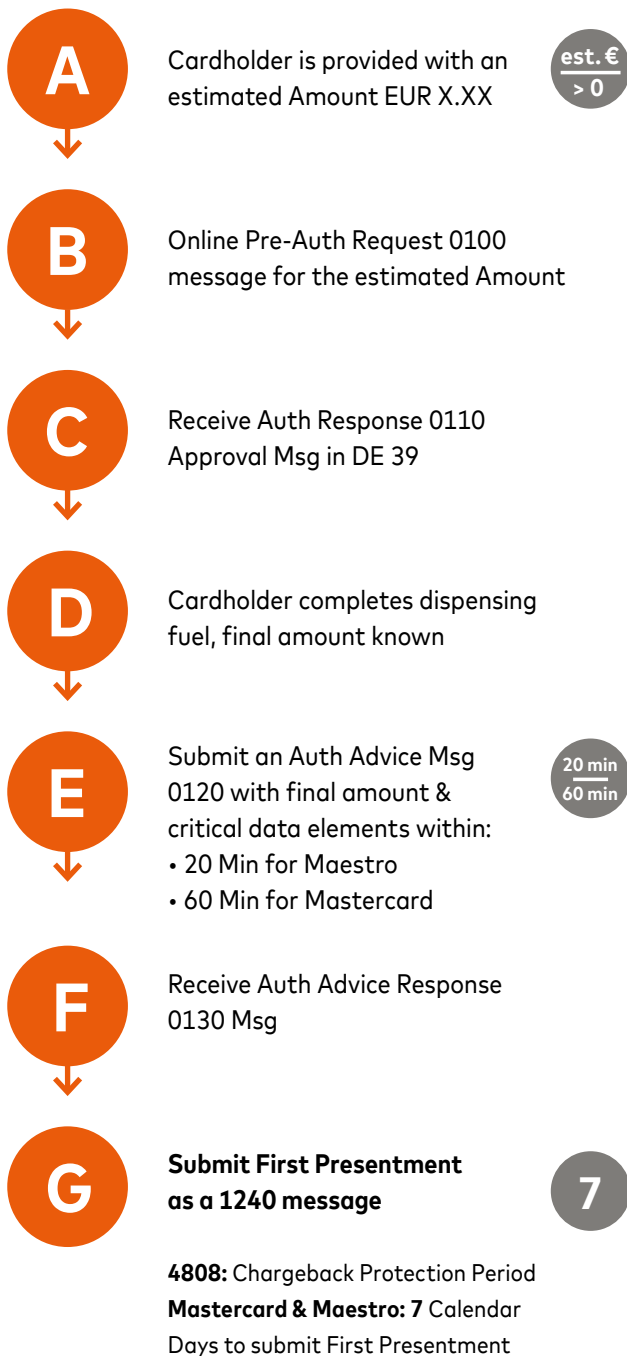 A
Cardholder is provided with an
estimated Amount EUR X.XX
est. €
> 0
B
Online Pre-Auth Request 0100
message for the estimated Amount
C
Receive Auth Response 0110
Approval Msg in DE 39
D
Cardholder completes dispensing
fuel, final amount known
E
Submit an Auth Advice Msg
0120 with final amount &
critical data elements within:
• 20 Min for Maestro
• 60 Min for Mastercard
20 min
60 min
F
Receive Auth Advice Response
0130 Msg
G
Submit First Presentment
as a 1240 message
7
4808: Chargeback Protection Period
Mastercard & Maestro: 7 Calendar
Days to submit First Presentment